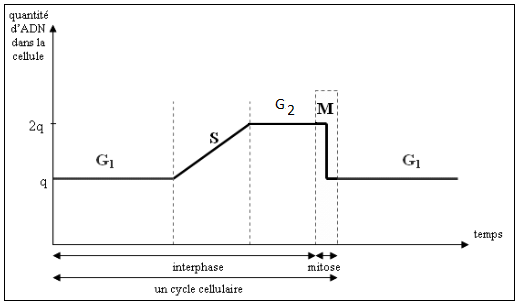 quantité
d'ADN
dans la
cellule
G2
M
2q
S
G1
G1
q
temps
interphase
mitose
un cycle cellulaire